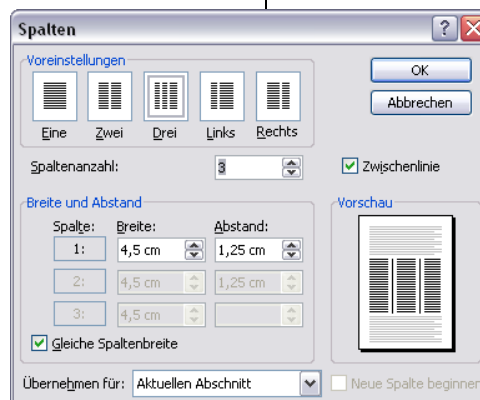 Spalten
Voreinstellungen
Eine Zwei Drei Links Rechts
OK
Abbrechen
Spaltenanzahl: 3
Zwischenlinie
Breite und Abstand
Spalte: Breite: Abstand:
1: 4,5 cm 1,25 cm
2: 4,5 cm 1,25 cm
3: 4,5 cm
Gleiche Spaltenbreite
Vorschau
Übernehmen für: Aktuellen Abschnitt
Neue Spalte beginnen